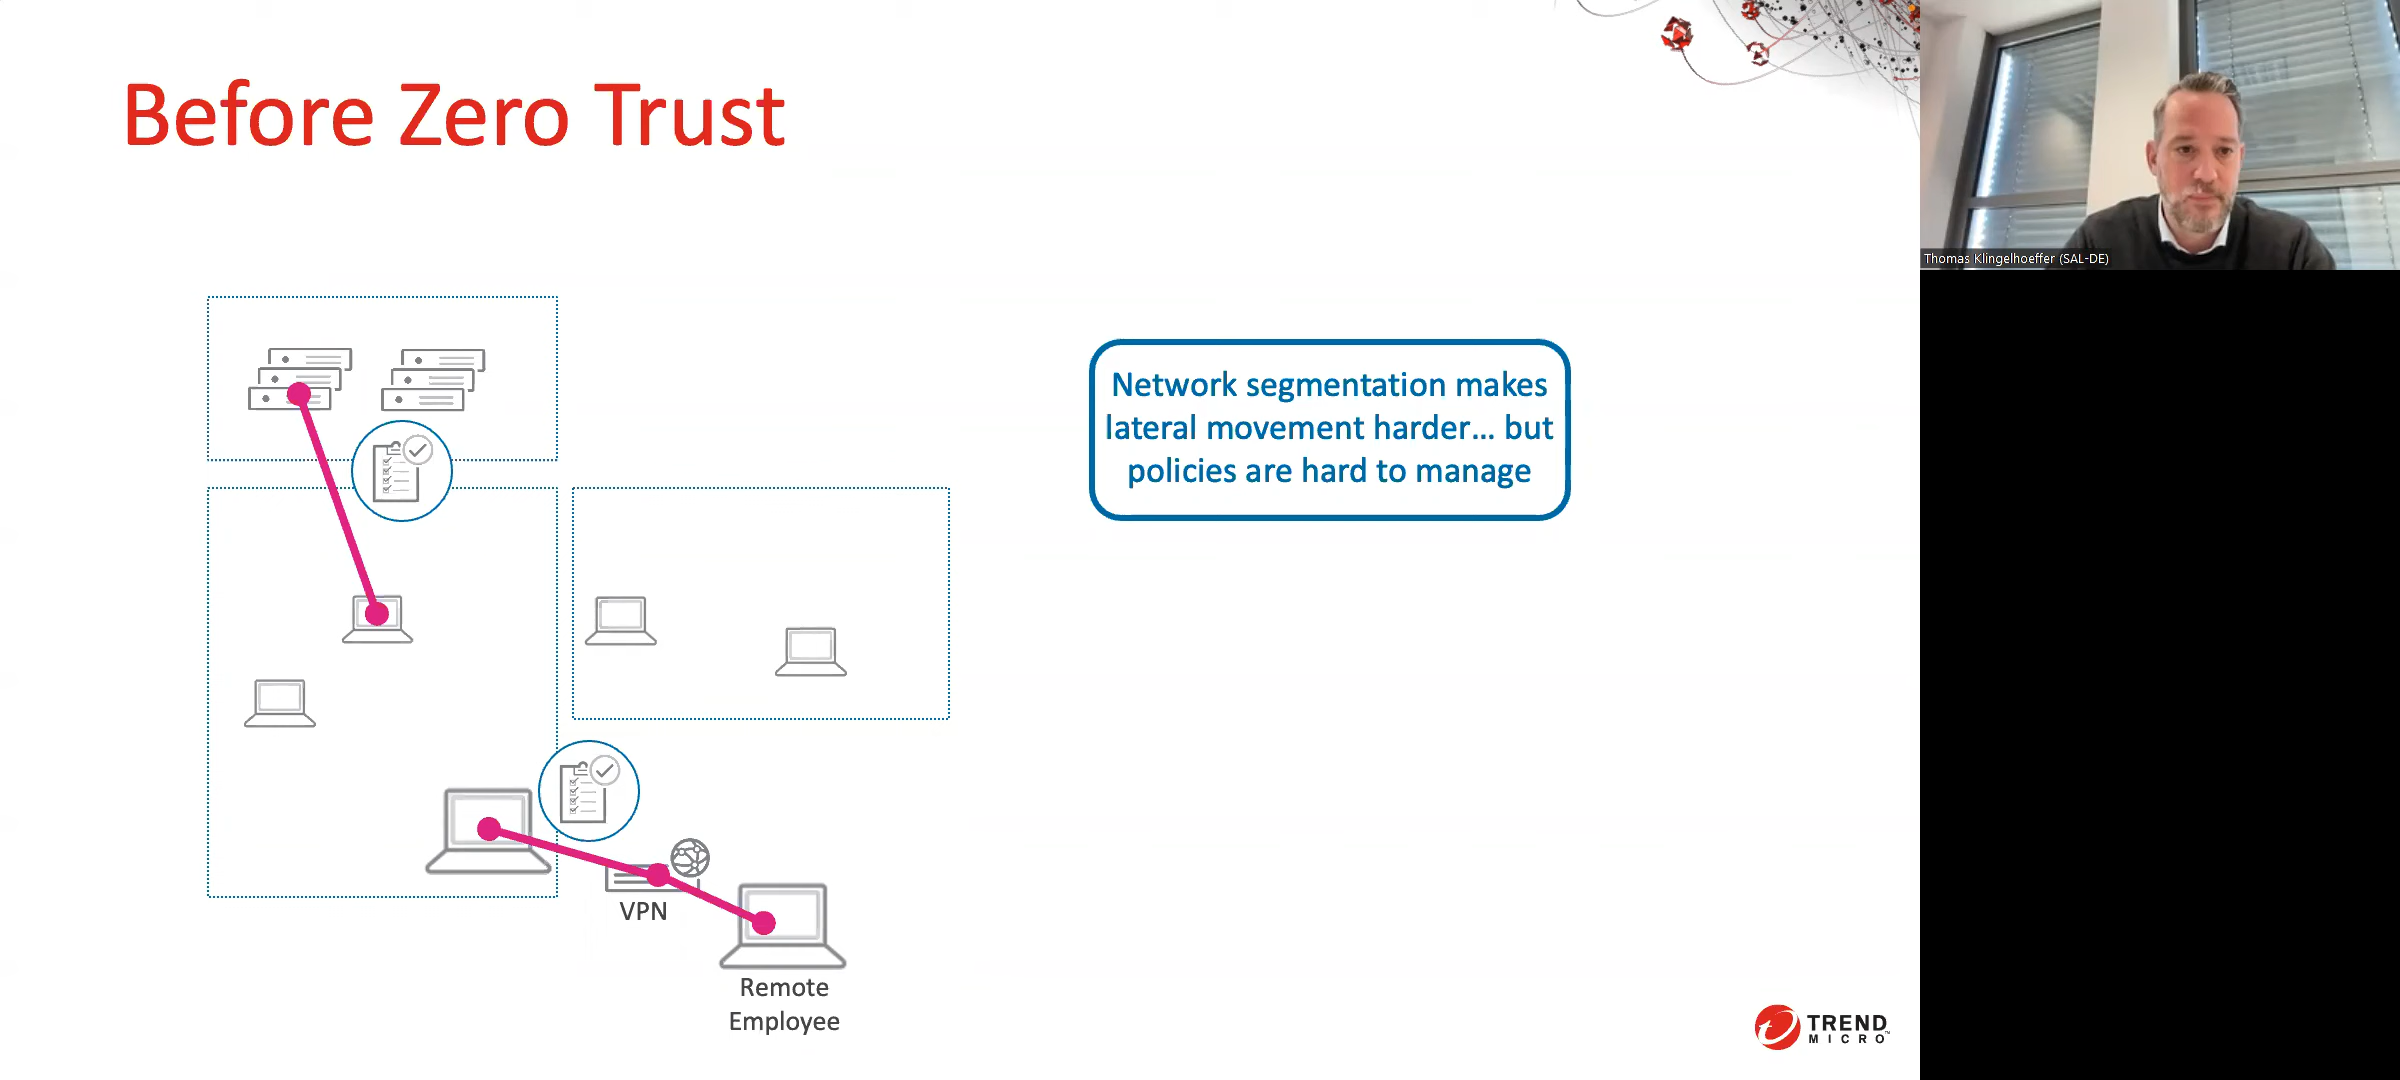 Before Zero Trust
Thomas Klingelhoeffer (SAL-DE)
Network segmentation makes
lateral movement harder... but
policies are hard to manage
VPN
Remote
Employee
TREND
MICRO